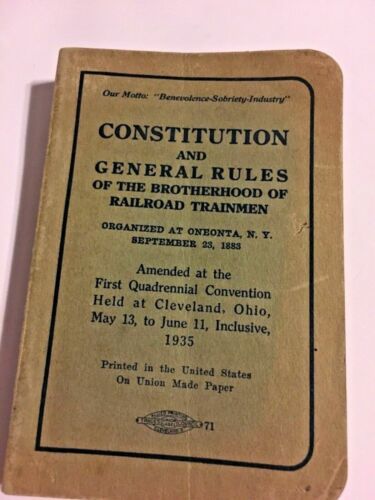 Our Motto: "Benevolence-Sobriety-Industry"
CONSTITUTION
AND
GENERAL RULES
OF THE BROTHERHOOD OF
RAILROAD TRAINMEN
ORGANIZED AT ONEONTA, N. Y.
SEPTEMBER 23, 1883
Amended at the
First Quadrennial Convention
Held at Cleveland, Ohio,
May 13, to June 11, Inclusive,
1935
Printed in the United States
On Union Made Paper
71